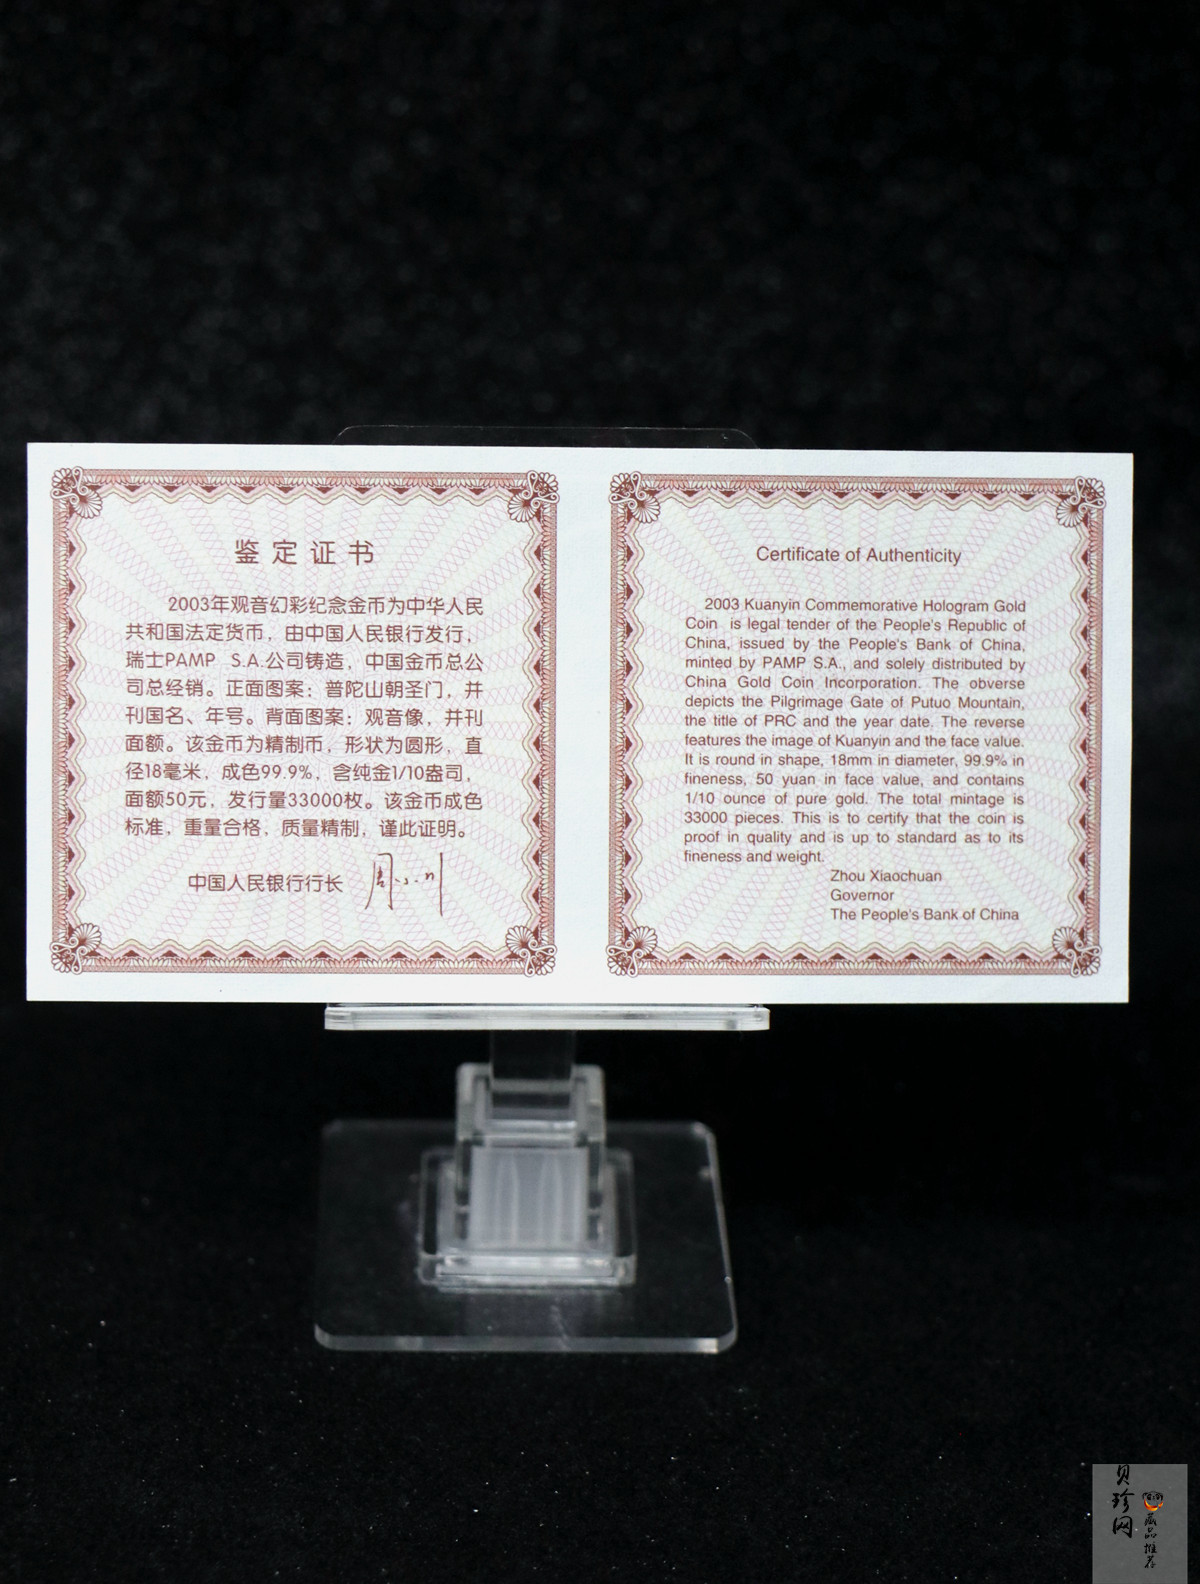 鉴定证书
2003年观音幻彩纪念金币为中华人民
共和国法定货币，由中国人民银行发行，
瑞士PAMP S.A.公司铸造，中国金币总公
司总经销。正面图案：普陀山朝圣门，并
刊国名、年号。背面图案：观音像，并刊
面额。该金币为精制币，形状为圆形，直
径18毫米，成色99.9%，含纯金1/10盎司，
面额50元，发行量33000枚。该金币成色
标准，重量合格，质量精制，谨此证明。
中国人民银行行长 周小川
Certificate of Authenticity
2003 Kuanyin Commemorative Hologram Gold
Coin is legal tender of the People's Republic of
China, issued by the People's Bank of China,
minted by PAMP S.A., and solely distributed by
China Gold Coin Incorporation. The obverse
depicts the Pilgrimage Gate of Putuo Mountain,
the title of PRC and the year date. The reverse
features the image of Kuanyin and the face value.
It is round in shape, 18mm in diameter, 99.9% in
fineness, 50 yuan in face value, and contains
1/10 ounce of pure gold. The total mintage is
33000 pieces. This is to certify that the coin is
proof in quality and is up to standard as to its
fineness and weight.
Zhou Xiaochuan
Governor
The People's Bank of China
贝珍网
藏品推荐